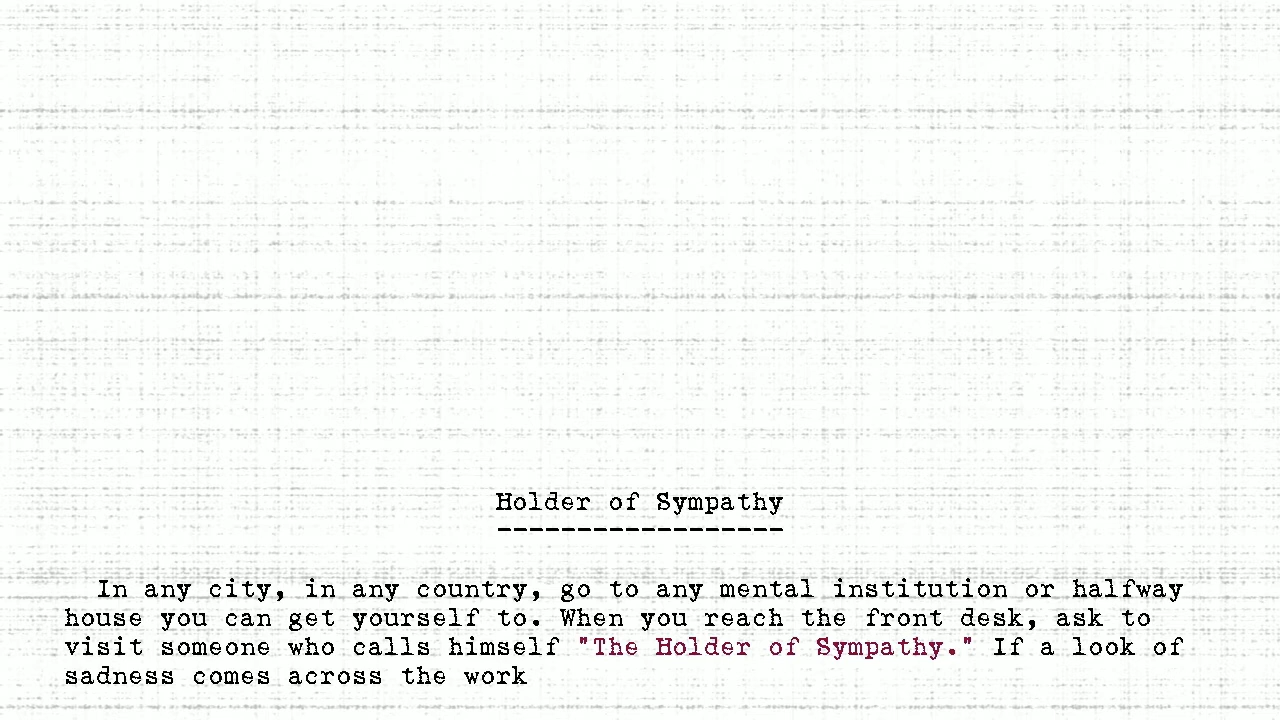 Holder of Sympathy
------------------
In any city, in any country, go to any mental institution or halfway
house you can get yourself to. When you reach the front desk, ask to
visit someone who calls himself "The Holder of Sympathy." If a look of
sadness comes across the work